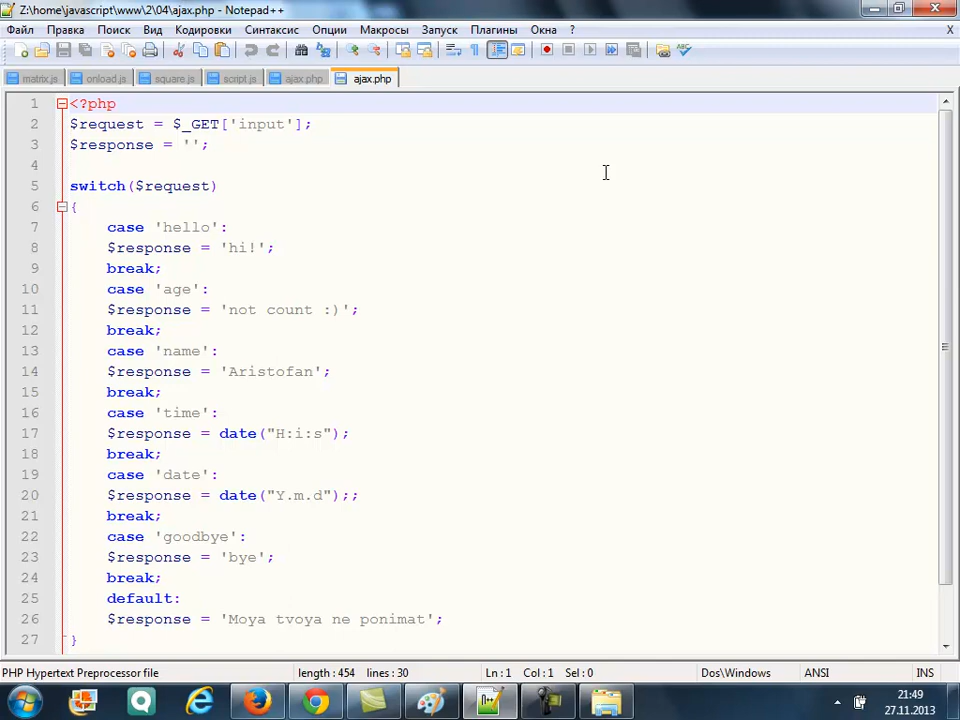 Z:\home\javascript\www\2\04\ajax.php - Notepad++
Файл Правка Поиск Вид Кодировки Синтаксис Опции Макросы Запуск Плагины Окна ? X
matrix.js onload.js square.js script.js ajax.php ajax.php
1 <?php
2 $request = $_GET['input'];
3 $response = '';
4
5 switch($request)
6 {
7 case 'hello':
8 $response = 'hi!';
9 break;
10 case 'age':
11 $response = 'not count :)';
12 break;
13 case 'name':
14 $response = 'Aristofan';
15 break;
16 case 'time':
17 $response = date("H:i:s");
18 break;
19 case 'date':
20 $response = date("Y.m.d");;
21 break;
22 case 'goodbye':
23 $response = 'bye';
24 break;
25 default:
26 $response = 'Moya tvoya ne ponimat';
27 }
PHP Hypertext Preprocessor file length : 454 lines : 30 Ln : 1 Col : 1 Sel : 0 Dos\Windows ANSI INS
21:49
27.11.2013